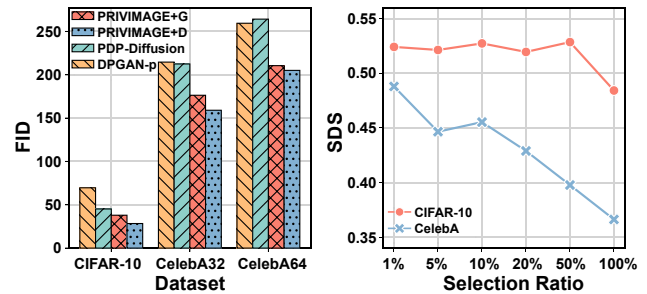 FID
250
200
150
100
50
0
PRIVIMAGE+G
PRIVIMAGE+D
PDP-Diffusion
DPGAN-p
CIFAR-10 CelebA32 CelebA64
Dataset
SDS
0.55
0.50
0.45
0.40
0.35
CIFAR-10
CelebA
1% 5% 10% 20% 50% 100%
Selection Ratio